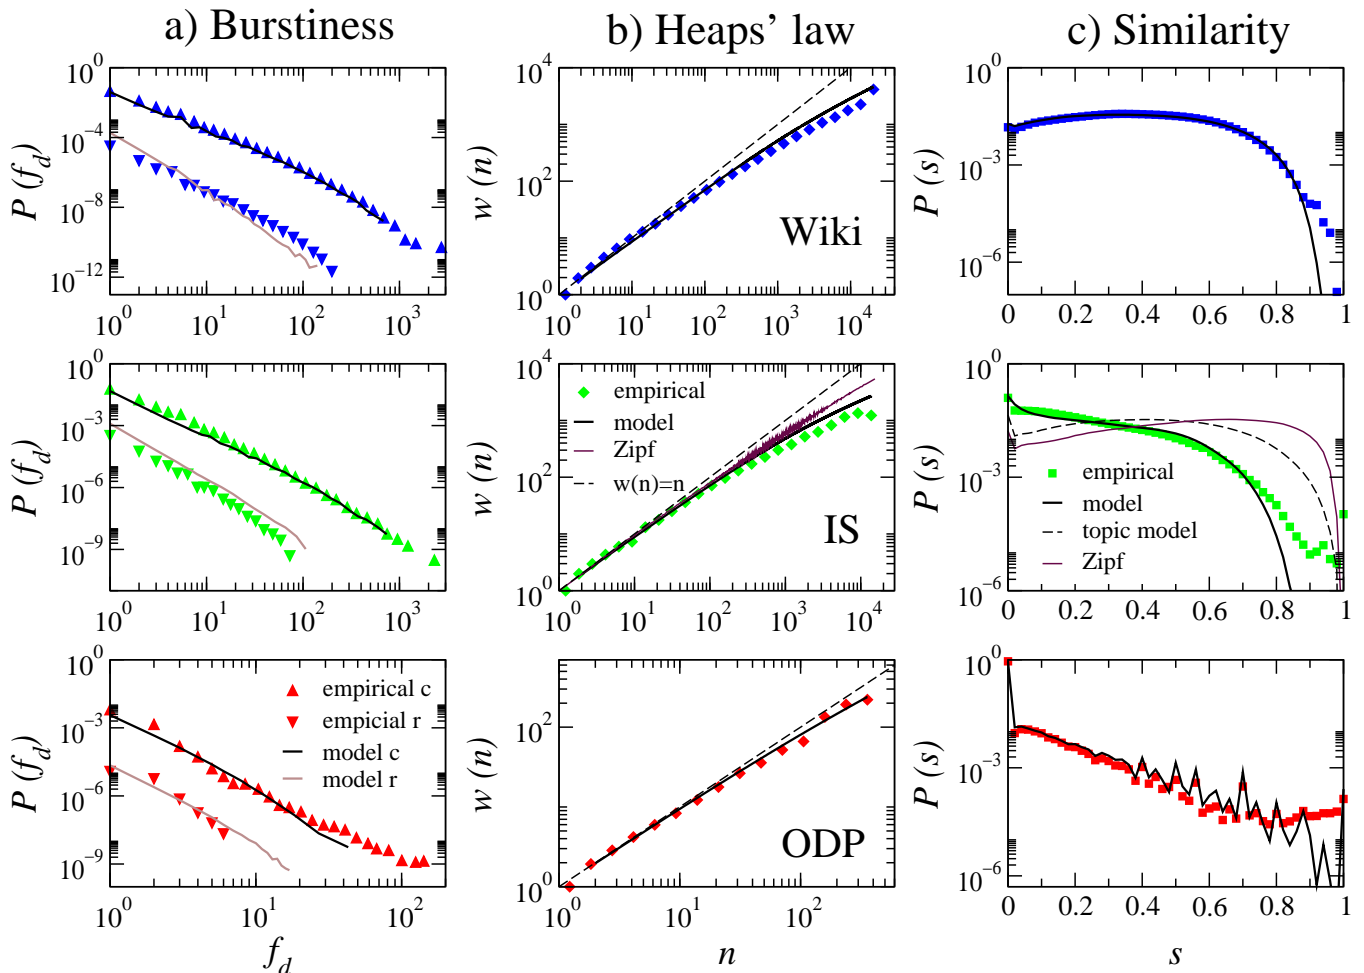 a) Burstiness
b) Heaps’ law
c) Similarity
10^0
10^-4
10^-8
10^-12
P (f_d)
10^0 10^1 10^2 10^3
10^4
10^2
10^0
w (n)
Wiki
10^0 10^1 10^2 10^3 10^4
10^0
10^-3
10^-6
P (s)
0 0.2 0.4 0.6 0.8 1
10^0
10^-3
10^-6
10^-9
P (f_d)
10^0 10^1 10^2 10^3
10^4
10^2
10^0
w (n)
empirical
model
Zipf
w(n)=n
IS
10^0 10^1 10^2 10^3 10^4
10^0
10^-3
10^-6
P (s)
empirical
model
topic model
Zipf
0 0.2 0.4 0.6 0.8 1
10^0
10^-3
10^-6
10^-9
P (f_d)
empirical c
empicial r
model c
model r
10^0 10^1 10^2
f_d
10^2
10^0
w (n)
ODP
10^0 10^1 10^2
n
10^0
10^-3
10^-6
P (s)
0 0.2 0.4 0.6 0.8 1
s